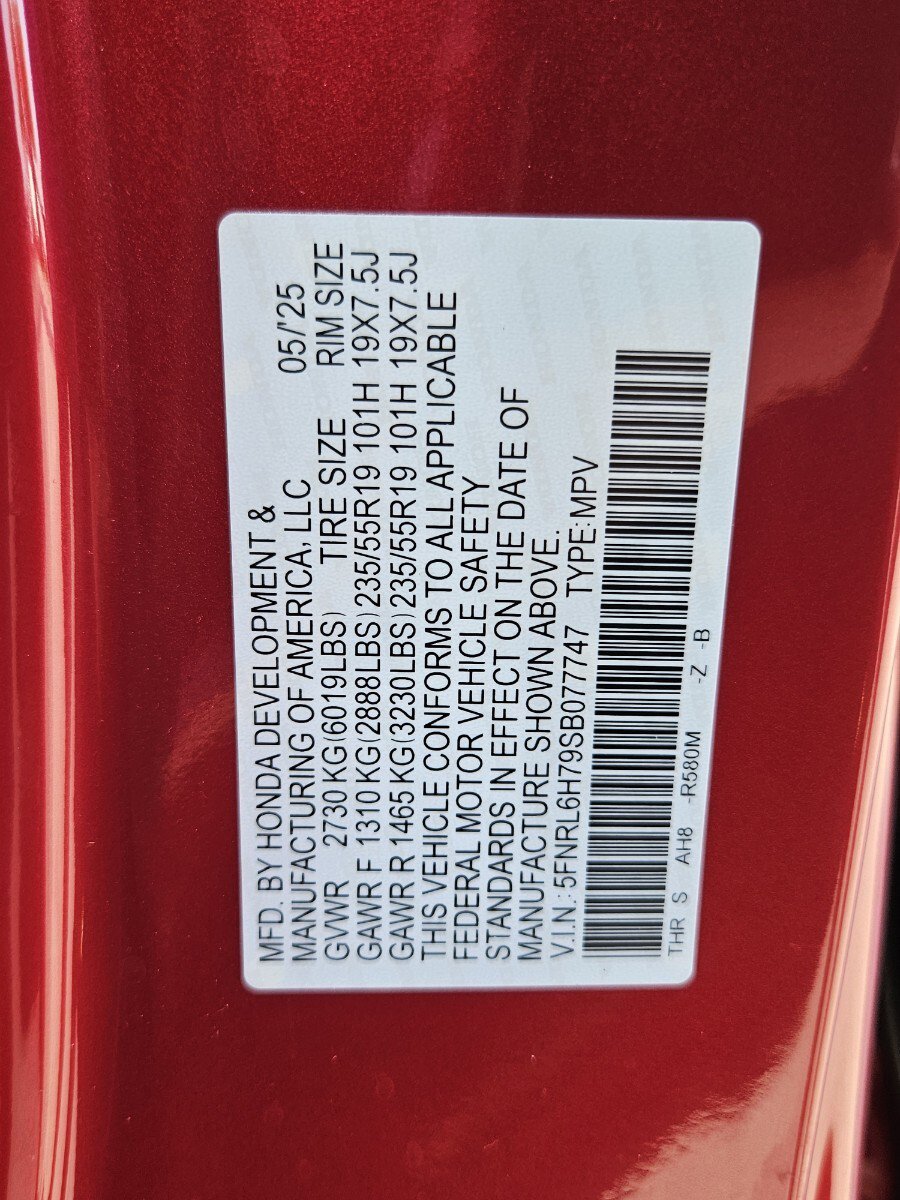 MFD. BY HONDA DEVELOPMENT &
MANUFACTURING OF AMERICA, LLC 05/'25
GVWR 2730 KG(6019LBS) TIRE SIZE RIM SIZE
GAWR F 1310 KG(2888LBS)235/55R19 101H 19X7.5J
GAWR R 1465 KG(3230LBS)235/55R19 101H 19X7.5J
THIS VEHICLE CONFORMS TO ALL APPLICABLE
FEDERAL MOTOR VEHICLE SAFETY
STANDARDS IN EFFECT ON THE DATE OF
MANUFACTURE SHOWN ABOVE.
V.I.N.:5FNRL6H79SB077747 TYPE:MPV
THR S AH8 -R580M -Z -B